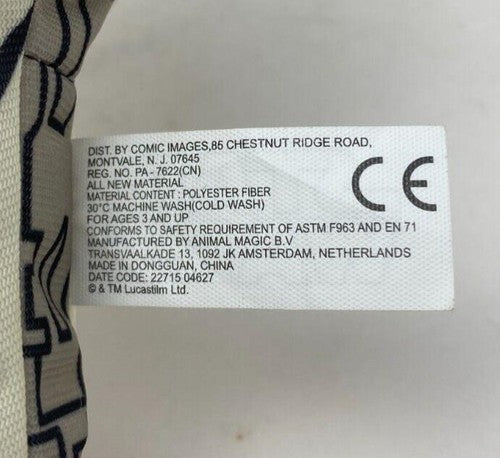 DIST. BY COMIC IMAGES,85 CHESTNUT RIDGE ROAD,
MONTVALE, N. J. 07645
REG. NO. PA - 7622(CN)
ALL NEW MATERIAL
MATERIAL CONTENT : POLYESTER FIBER
30°C MACHINE WASH(COLD WASH)
FOR AGES 3 AND UP
CONFORMS TO SAFETY REQUIREMENT OF ASTM F963 AND EN 71
MANUFACTURED BY ANIMAL MAGIC B.V
TRANSVAALKADE 13, 1092 JK AMSTERDAM, NETHERLANDS
MADE IN DONGGUAN, CHINA
DATE CODE: 22715 04627
© & TM Lucasfilm Ltd.
CE